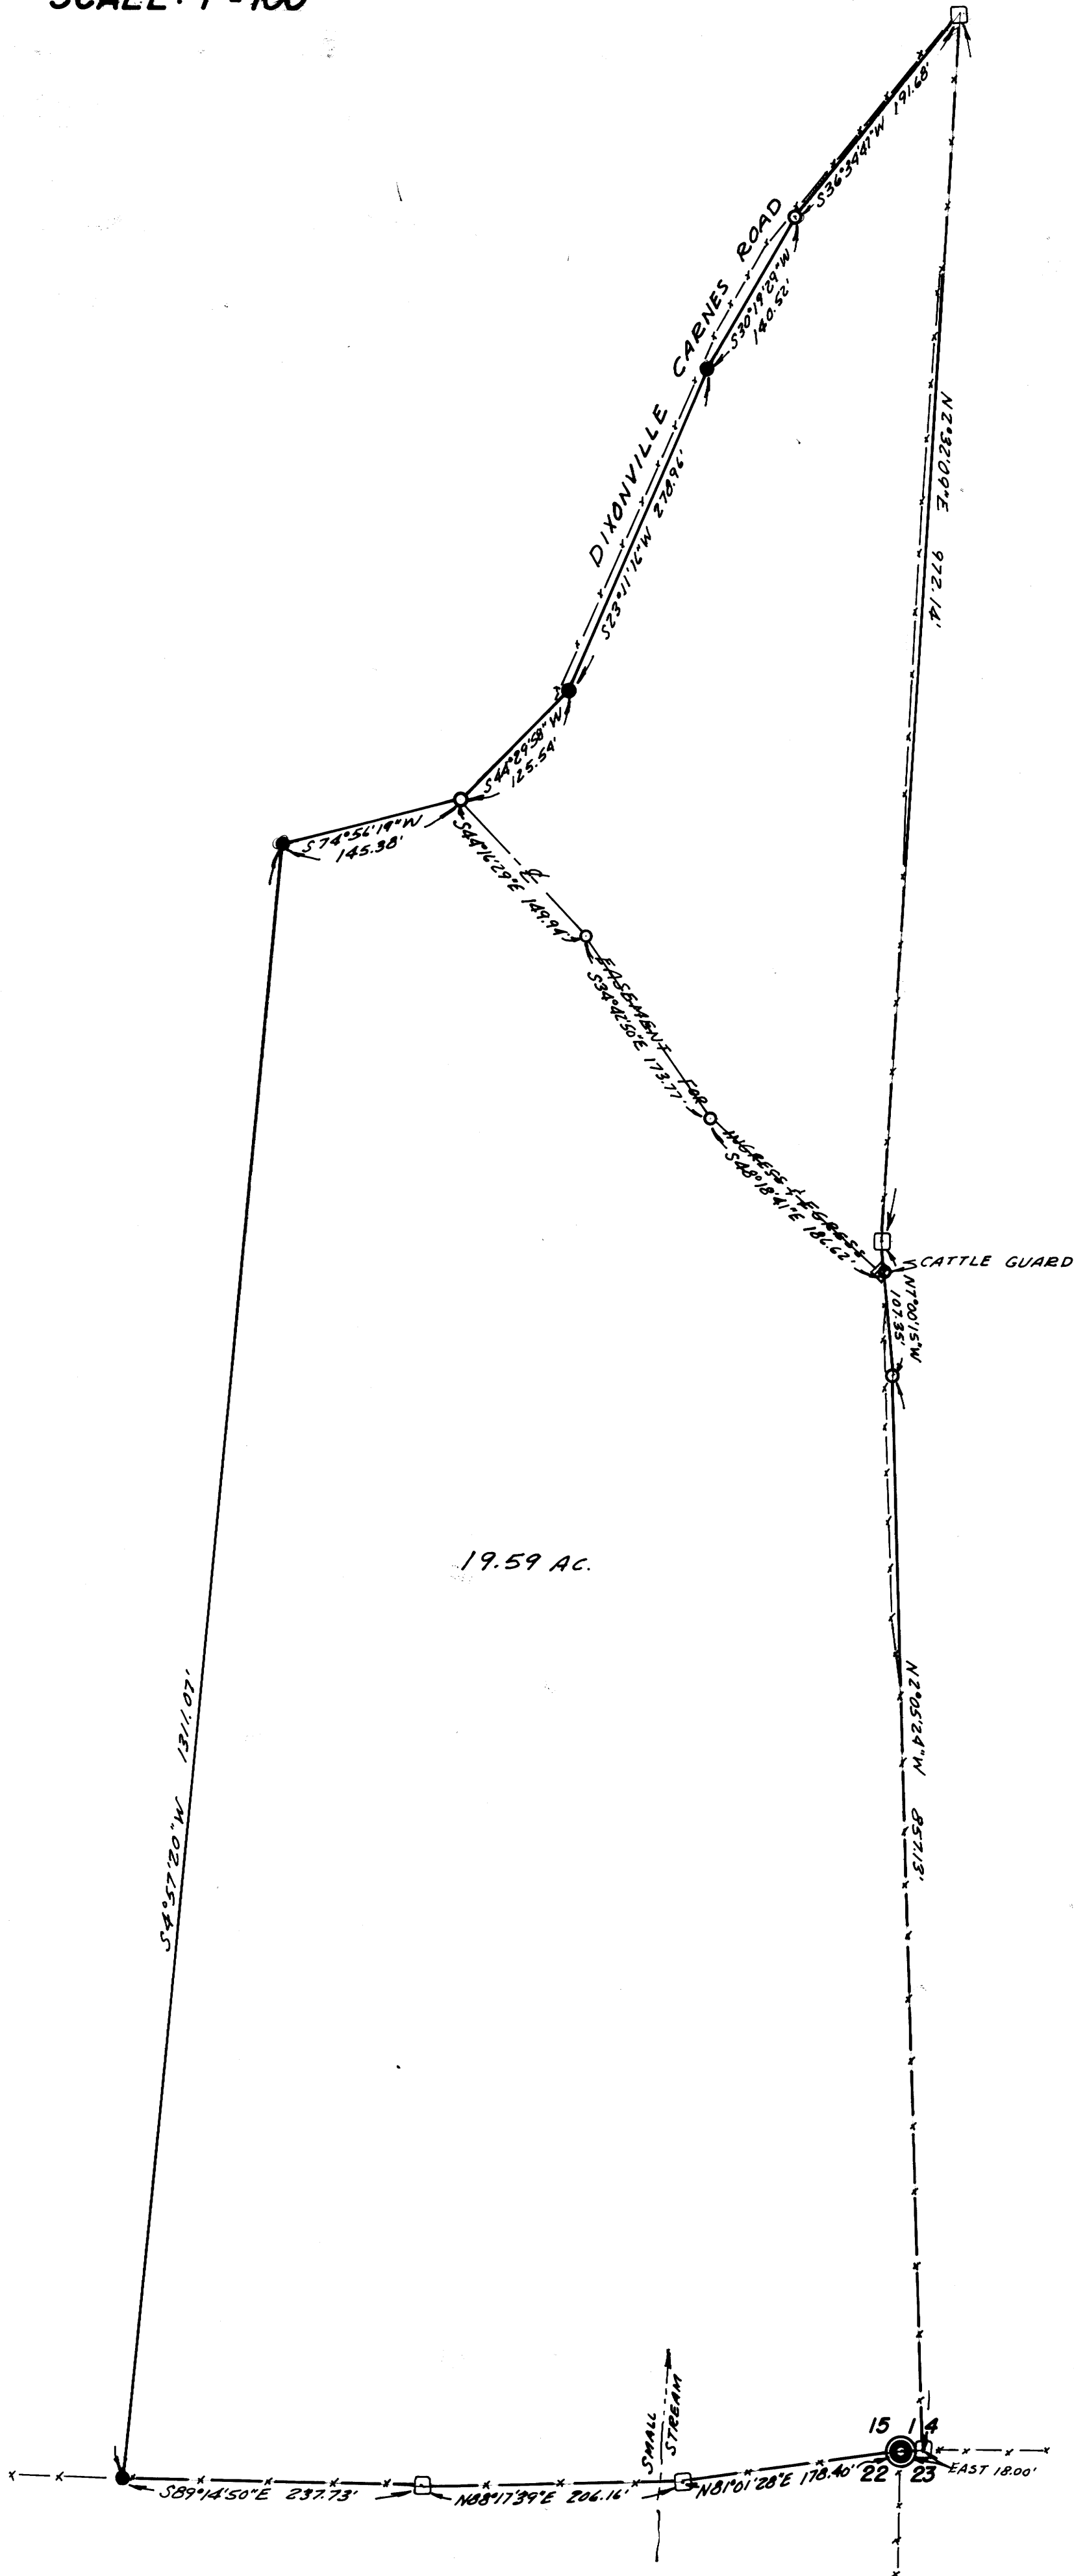 SCALE: 1"=100'
S36°34'47"W 191.68'
DIXONVILLE CARNES ROAD
S30°19'29"W
140.52'
N2°32'09"E 972.14'
S23°11'16"W 278.96'
S44°29'58"W
125.54'
S74°56'19"W
145.38'
℄
S44°16'29"E 149.94'
EASEMENT FOR INGRESS & EGRESS
S34°42'50"E 173.77'
S48°18'41"E 186.62'
CATTLE GUARD
N7°00'15"W
107.35'
19.59 AC.
N2°05'24"W 857.13'
S4°57'20"W 1311.07'
SMALL
STREAM
15 14
22 23
EAST 18.00'
S89°14'50"E 237.73'
N88°17'39"E 206.16'
N81°01'28"E 178.40'